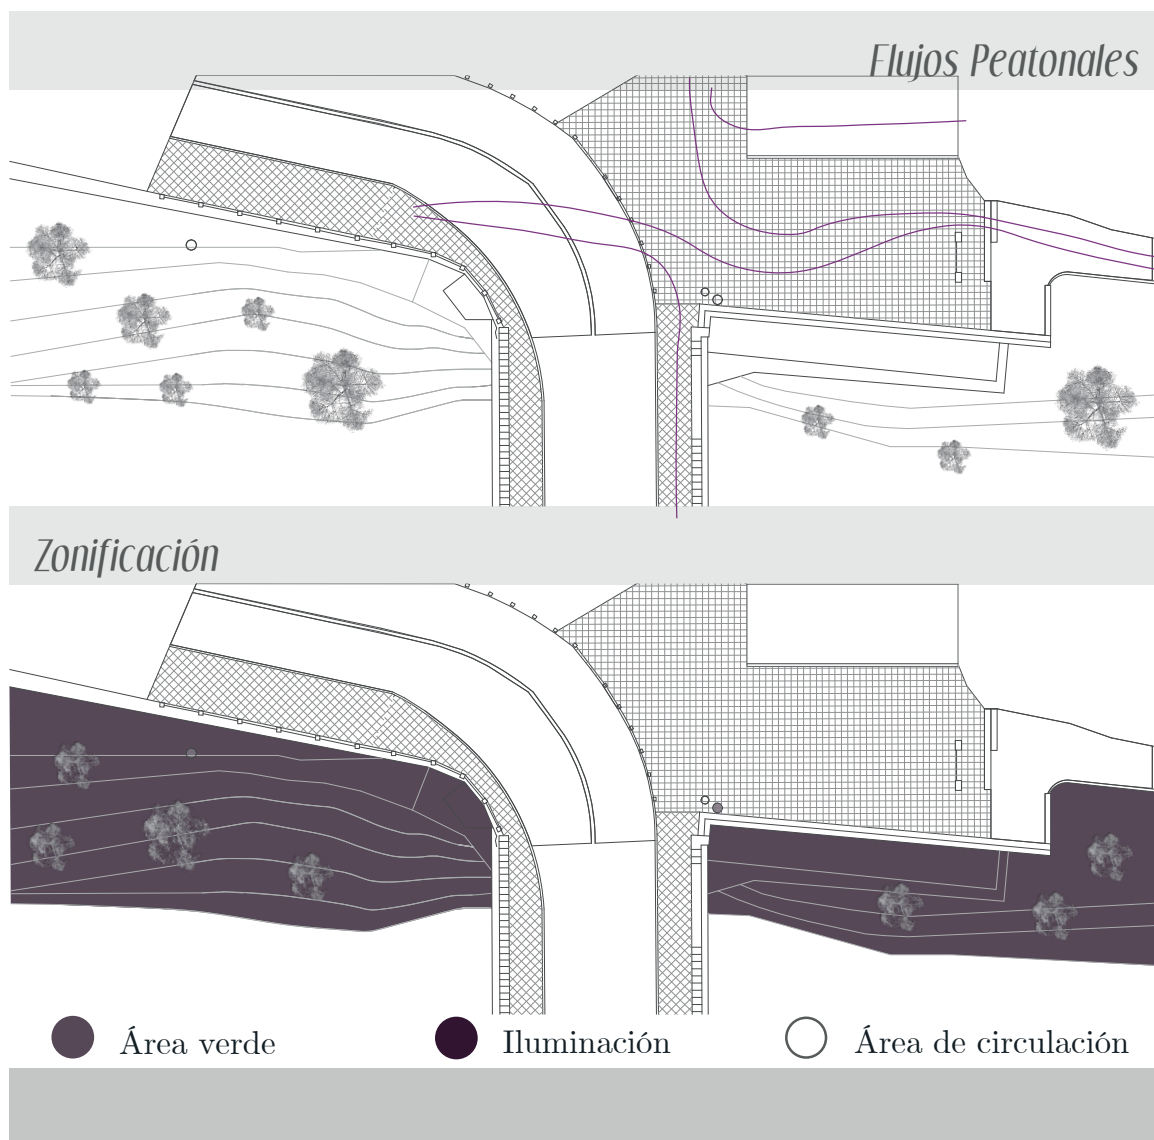 Flujos Peatonales
Zonificación
Área verde
Iluminación
Área de circulación